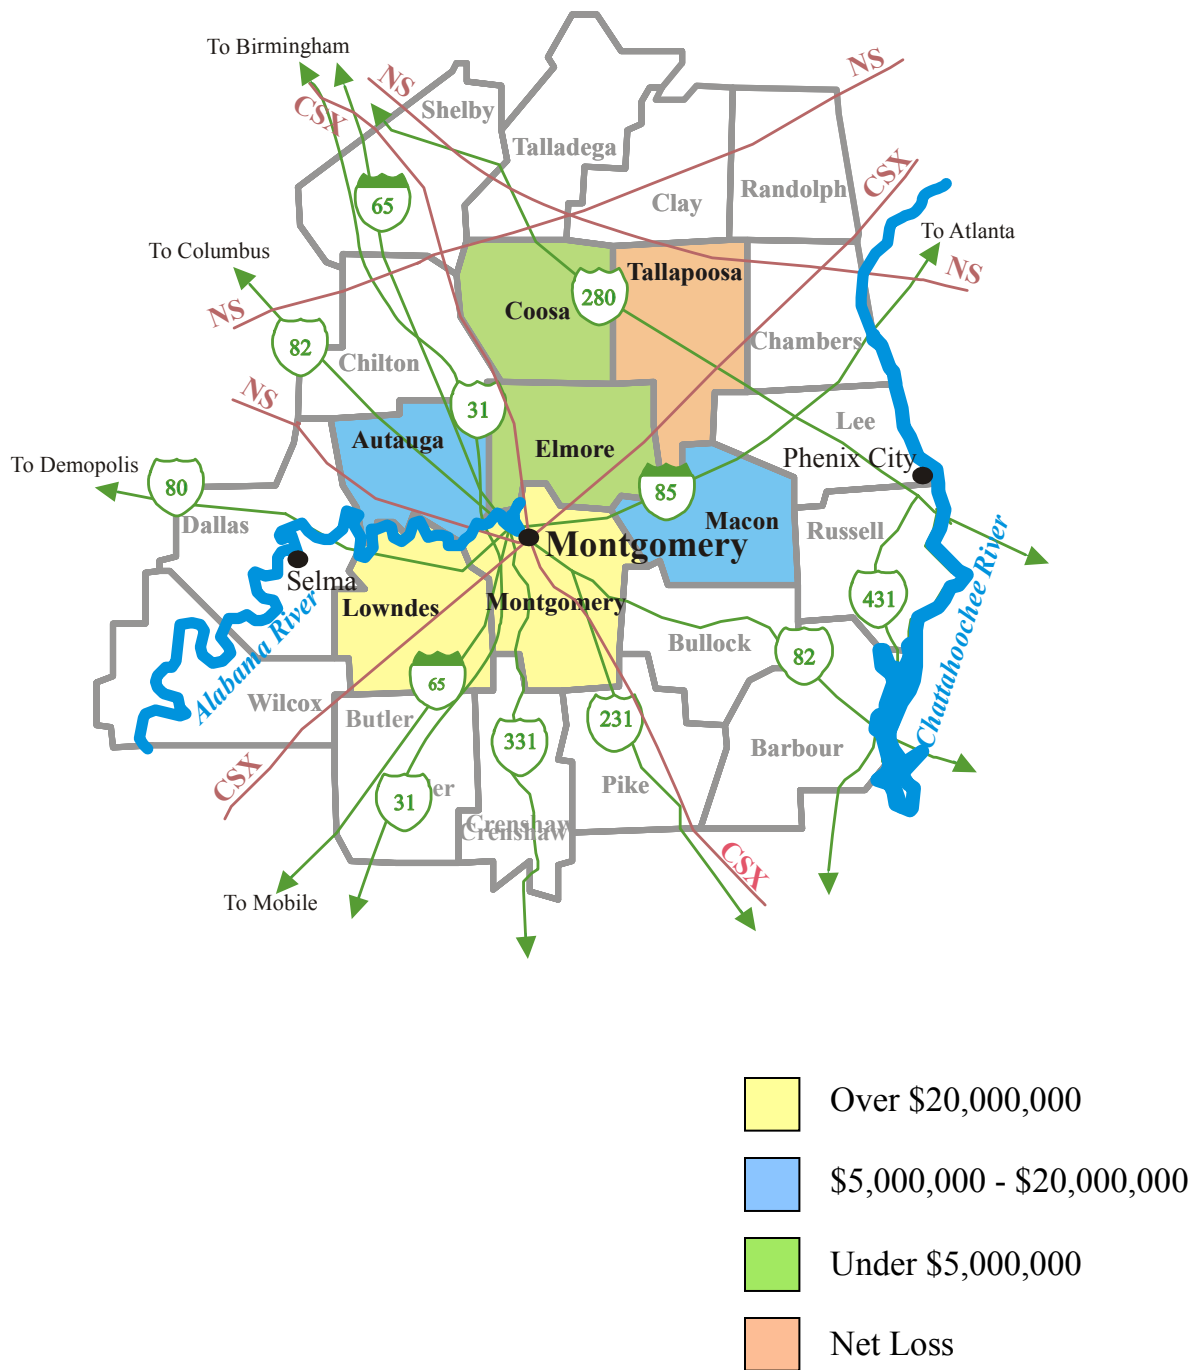 To Birmingham
NS
NS
CSX
Shelby
Talladega
CSX
65
Clay
Randolph
To Columbus
To Atlanta
Tallapoosa
NS
280
Coosa
NS
82
Chambers
Chilton
NS
31
Lee
Autauga
Elmore
Phenix City
To Demopolis
80
85
Dallas
Macon
Russell
Montgomery
Selma
Lowndes
Montgomery
431
Alabama River
Chattahoochee River
Bullock
82
65
Wilcox
Butler
231
331
Barbour
CSX
Pike
31
er
Crenshaw
Crenshaw
CSX
To Mobile
Over $20,000,000
$5,000,000 - $20,000,000
Under $5,000,000
Net Loss